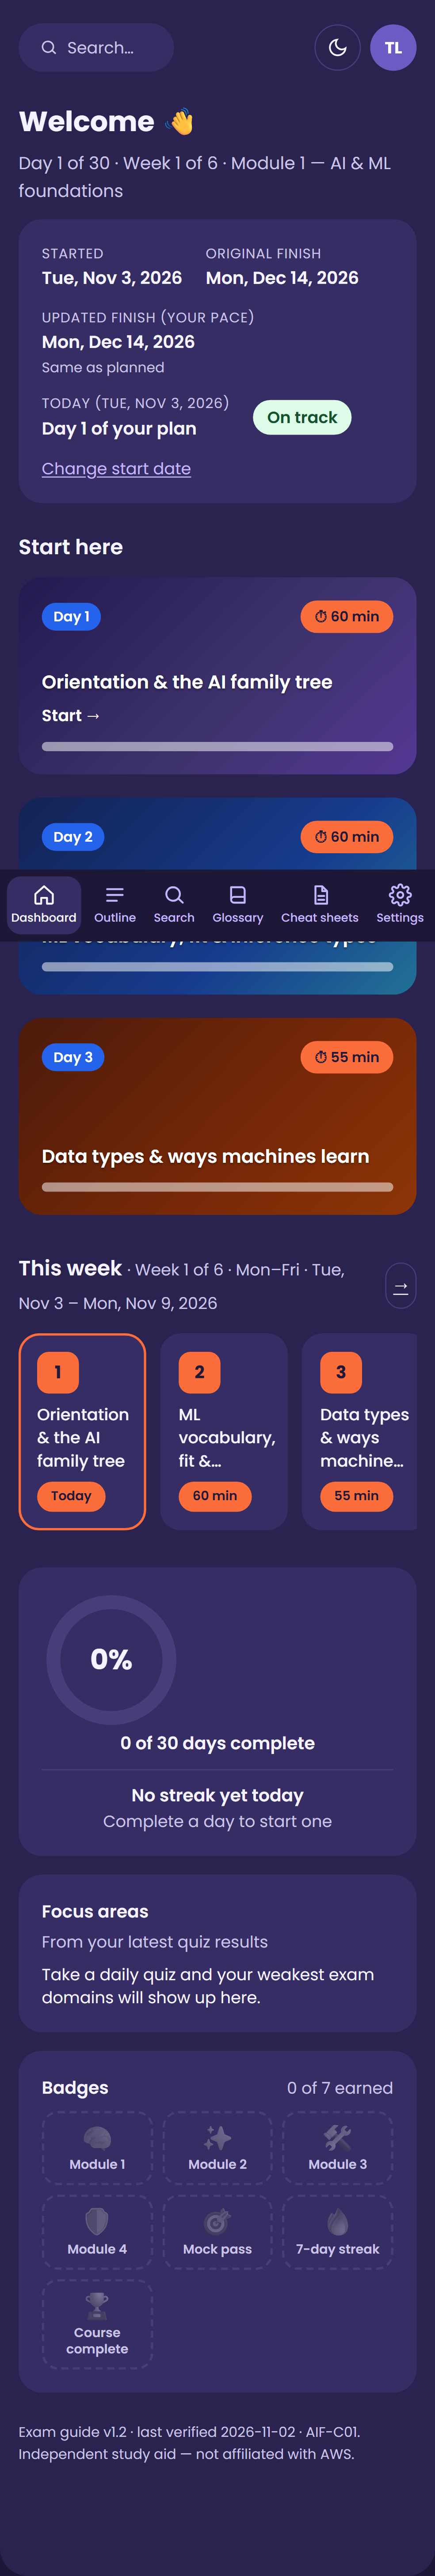 Search...
TL
Welcome 👋
Day 1 of 30 · Week 1 of 6 · Module 1 — AI & ML
foundations
STARTED
Tue, Nov 3, 2026
ORIGINAL FINISH
Mon, Dec 14, 2026
UPDATED FINISH (YOUR PACE)
Mon, Dec 14, 2026
Same as planned
TODAY (TUE, NOV 3, 2026)
Day 1 of your plan
On track
Change start date
Start here
Day 1
⏱ 60 min
Orientation & the AI family tree
Start →
Day 2
⏱ 60 min
Dashboard
Outline
Search
Glossary
Cheat sheets
Settings
Day 3
⏱ 55 min
Data types & ways machines learn
This week · Week 1 of 6 · Mon–Fri · Tue,
Nov 3 – Mon, Nov 9, 2026
→
1
Orientation
& the AI
family tree
Today
2
ML
vocabulary,
fit &...
60 min
3
Data types
& ways
machine...
55 min
0%
0 of 30 days complete
No streak yet today
Complete a day to start one
Focus areas
From your latest quiz results
Take a daily quiz and your weakest exam
domains will show up here.
Badges
0 of 7 earned
Module 1
Module 2
Module 3
Module 4
Mock pass
7-day streak
Course
complete
Exam guide v1.2 · last verified 2026-11-02 · AIF-C01.
Independent study aid — not affiliated with AWS.